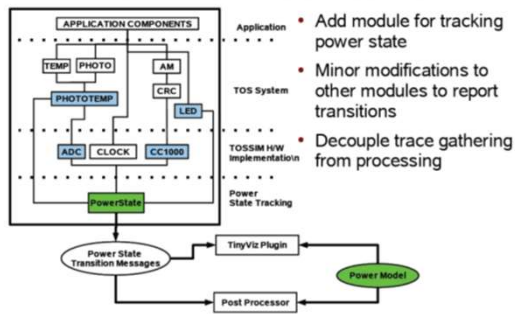 APPLICATION COMPONENTS
Application
TEMP
PHOTO
AM
CRC
TOS System
PHOTOTEMP
LED
ADC
CLOCK
CC1000
TOSSIM H/W
Implementation
PowerState
Power
State Tracking
Power State
Transition Messages
TinyViz Plugin
Power Model
Post Processor
• Add module for tracking
power state
• Minor modifications to
other modules to report
transitions
• Decouple trace gathering
from processing